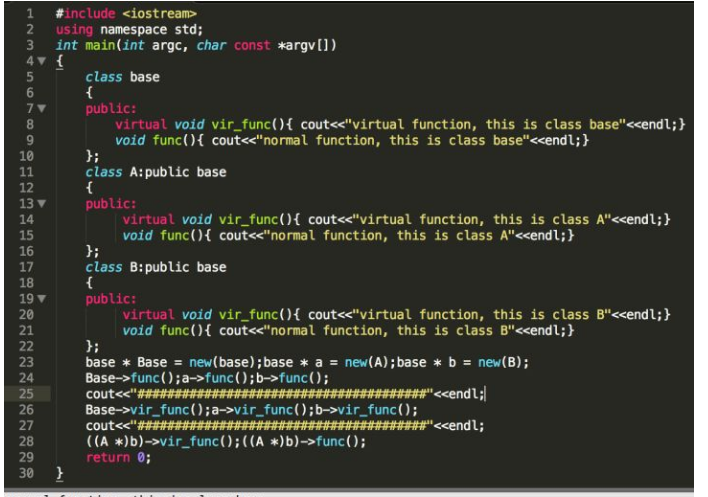 1 #include <iostream>
2 using namespace std;
3 int main(int argc, char const *argv[])
4 {
5 class base
6 {
7 public:
8 virtual void vir_func(){ cout<<"virtual function, this is class base"<<endl;}
9 void func(){ cout<<"normal function, this is class base"<<endl;}
10 };
11 class A:public base
12 {
13 public:
14 virtual void vir_func(){ cout<<"virtual function, this is class A"<<endl;}
15 void func(){ cout<<"normal function, this is class A"<<endl;}
16 };
17 class B:public base
18 {
19 public:
20 virtual void vir_func(){ cout<<"virtual function, this is class B"<<endl;}
21 void func(){ cout<<"normal function, this is class B"<<endl;}
22 };
23 base * Base = new(base);base * a = new(A);base * b = new(B);
24 Base->func();a->func();b->func();
25 cout<<"########################################"<<endl;
26 Base->vir_func();a->vir_func();b->vir_func();
27 cout<<"########################################"<<endl;
28 ((A *)b)->vir_func();((A *)b)->func();
29 return 0;
30 }